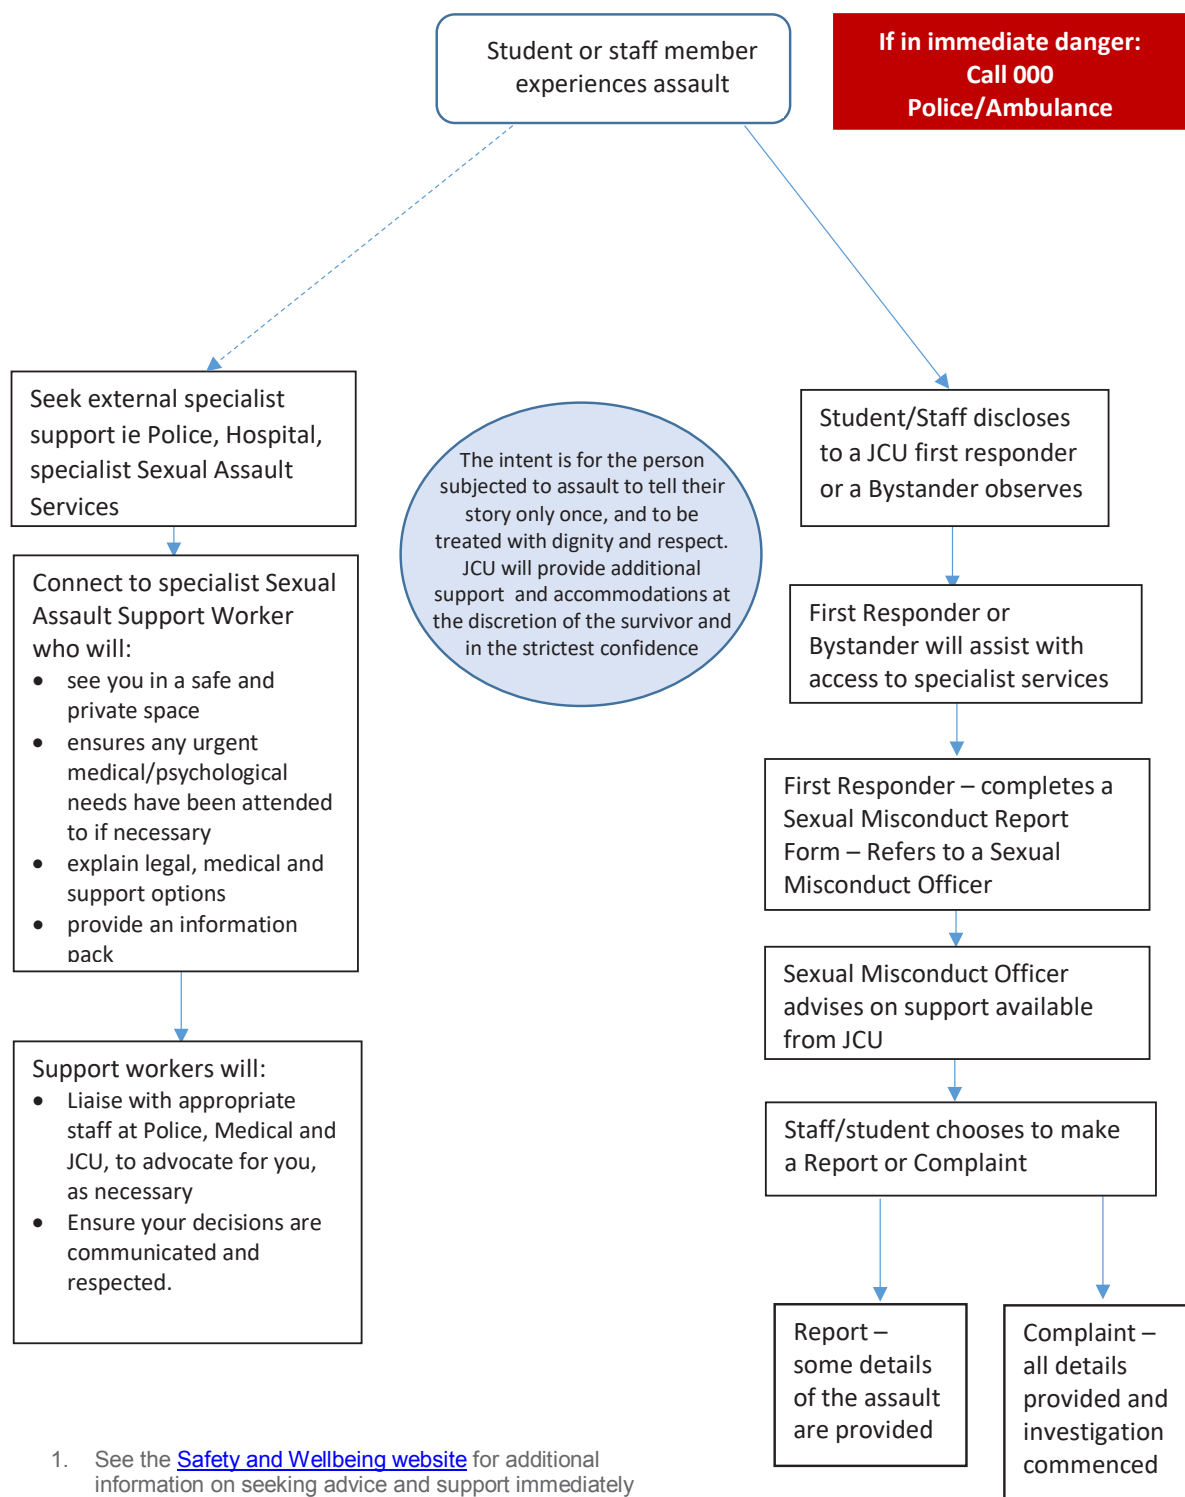 Student or staff member
experiences assault
If in immediate danger:
Call 000
Police/Ambulance
Seek external specialist
support ie Police, Hospital,
specialist Sexual Assault
Services
Connect to specialist Sexual
Assault Support Worker
who will:
• see you in a safe and
private space
• ensures any urgent
medical/psychological
needs have been attended
to if necessary
• explain legal, medical and
support options
• provide an information
pack
Support workers will:
• Liaise with appropriate
staff at Police, Medical and
JCU, to advocate for you,
as necessary
• Ensure your decisions are
communicated and
respected.
The intent is for the person
subjected to assault to tell their
story only once, and to be
treated with dignity and respect.
JCU will provide additional
support and accommodations at
the discretion of the survivor and
in the strictest confidence
Student/Staff discloses
to a JCU first responder
or a Bystander observes
First Responder or
Bystander will assist with
access to specialist services
First Responder – completes a
Sexual Misconduct Report
Form – Refers to a Sexual
Misconduct Officer
Sexual Misconduct Officer
advises on support available
from JCU
Staff/student chooses to make
a Report or Complaint
Report –
some details
of the assault
are provided
Complaint –
all details
provided and
investigation
commenced
1. See the Safety and Wellbeing website for additional
information on seeking advice and support immediately